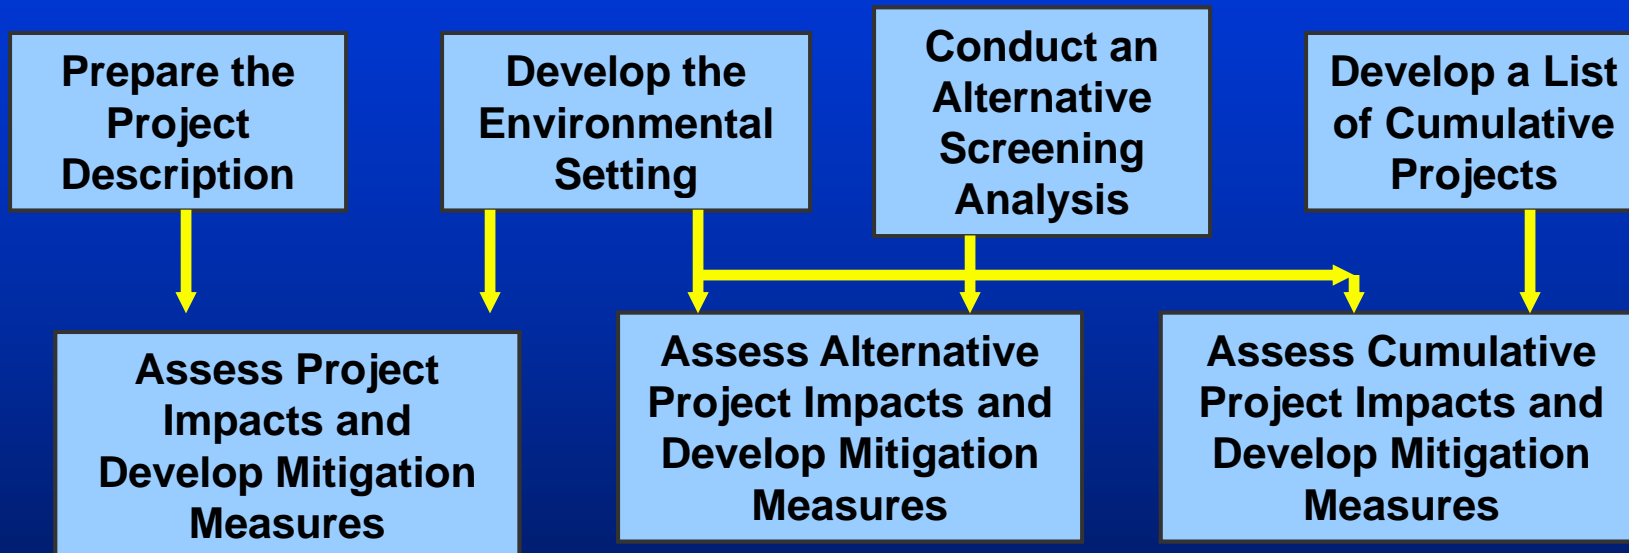 Prepare the
Project
Description
Develop the
Environmental
Setting
Conduct an
Alternative
Screening
Analysis
Develop a List
of Cumulative
Projects
Assess Project
Impacts and
Develop Mitigation
Measures
Assess Alternative
Project Impacts and
Develop Mitigation
Measures
Assess Cumulative
Project Impacts and
Develop Mitigation
Measures